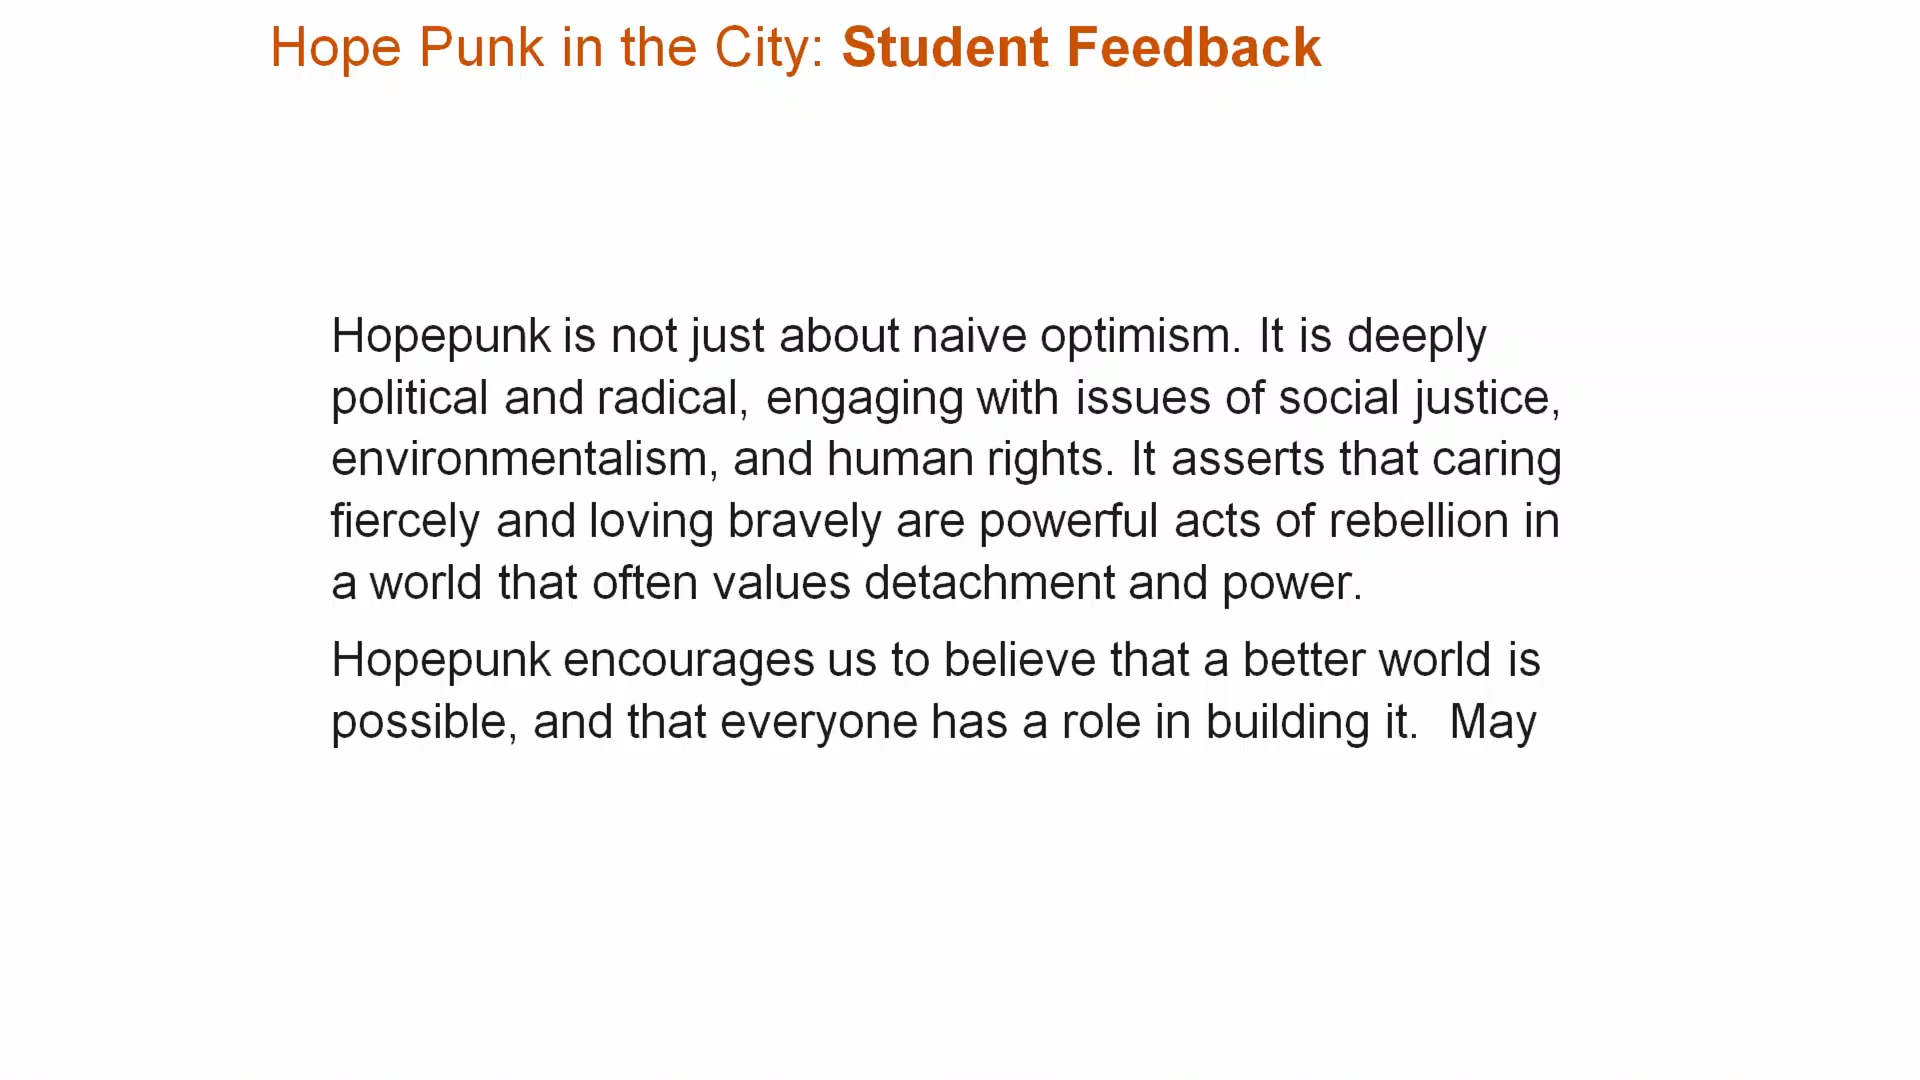 Hope Punk in the City: Student Feedback
Hopepunk is not just about naive optimism. It is deeply
political and radical, engaging with issues of social justice,
environmentalism, and human rights. It asserts that caring
fiercely and loving bravely are powerful acts of rebellion in
a world that often values detachment and power.
Hopepunk encourages us to believe that a better world is
possible, and that everyone has a role in building it.  May